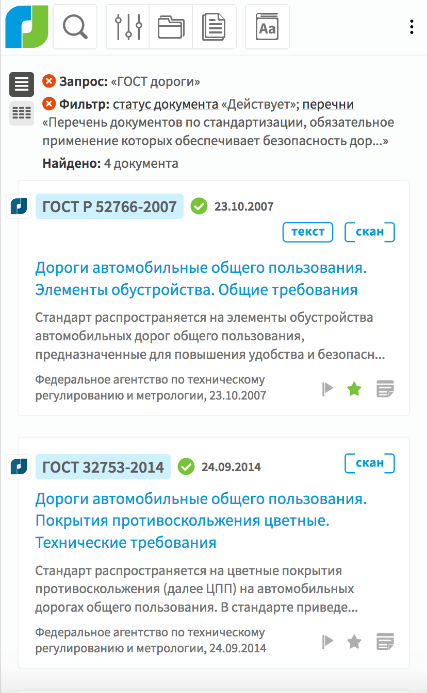 Aa
Запрос: «ГОСТ дороги»
Фильтр: статус документа «Действует»; перечни
«Перечень документов по стандартизации, обязательное
применение которых обеспечивает безопасность дор...»
Найдено: 4 документа
ГОСТ Р 52766-2007 23.10.2007
текст скан
Дороги автомобильные общего пользования.
Элементы обустройства. Общие требования
Стандарт распространяется на элементы обустройства
автомобильных дорог общего пользования,
предназначенные для повышения удобства и безопасн...
Федеральное агентство по техническому
регулированию и метрологии, 23.10.2007
ГОСТ 32753-2014 24.09.2014
скан
Дороги автомобильные общего пользования.
Покрытия противоскольжения цветные.
Технические требования
Стандарт распространяется на цветные покрытия
противоскольжения (далее ЦПП) на автомобильных
дорогах общего пользования. В стандарте приведе...
Федеральное агентство по техническому
регулированию и метрологии, 24.09.2014